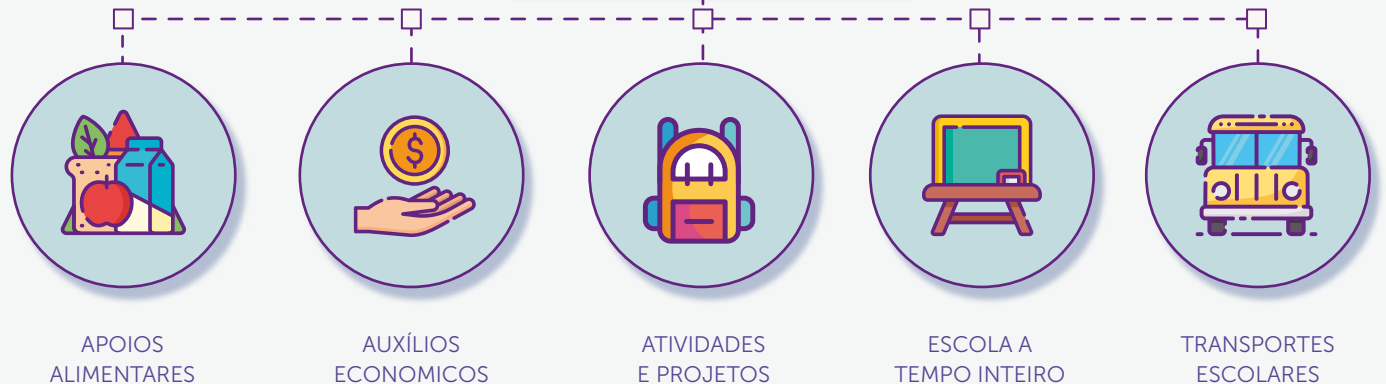 APOIOS
ALIMENTARES
AUXÍLIOS
ECONOMICOS
ATIVIDADES
E PROJETOS
ESCOLA A
TEMPO INTEIRO
TRANSPORTES
ESCOLARES